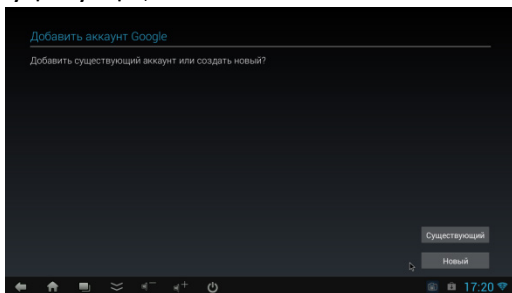 Добавить аккаунт Google
Добавить существующий аккаунт или создать новый?
Существующий
Новый
17:20